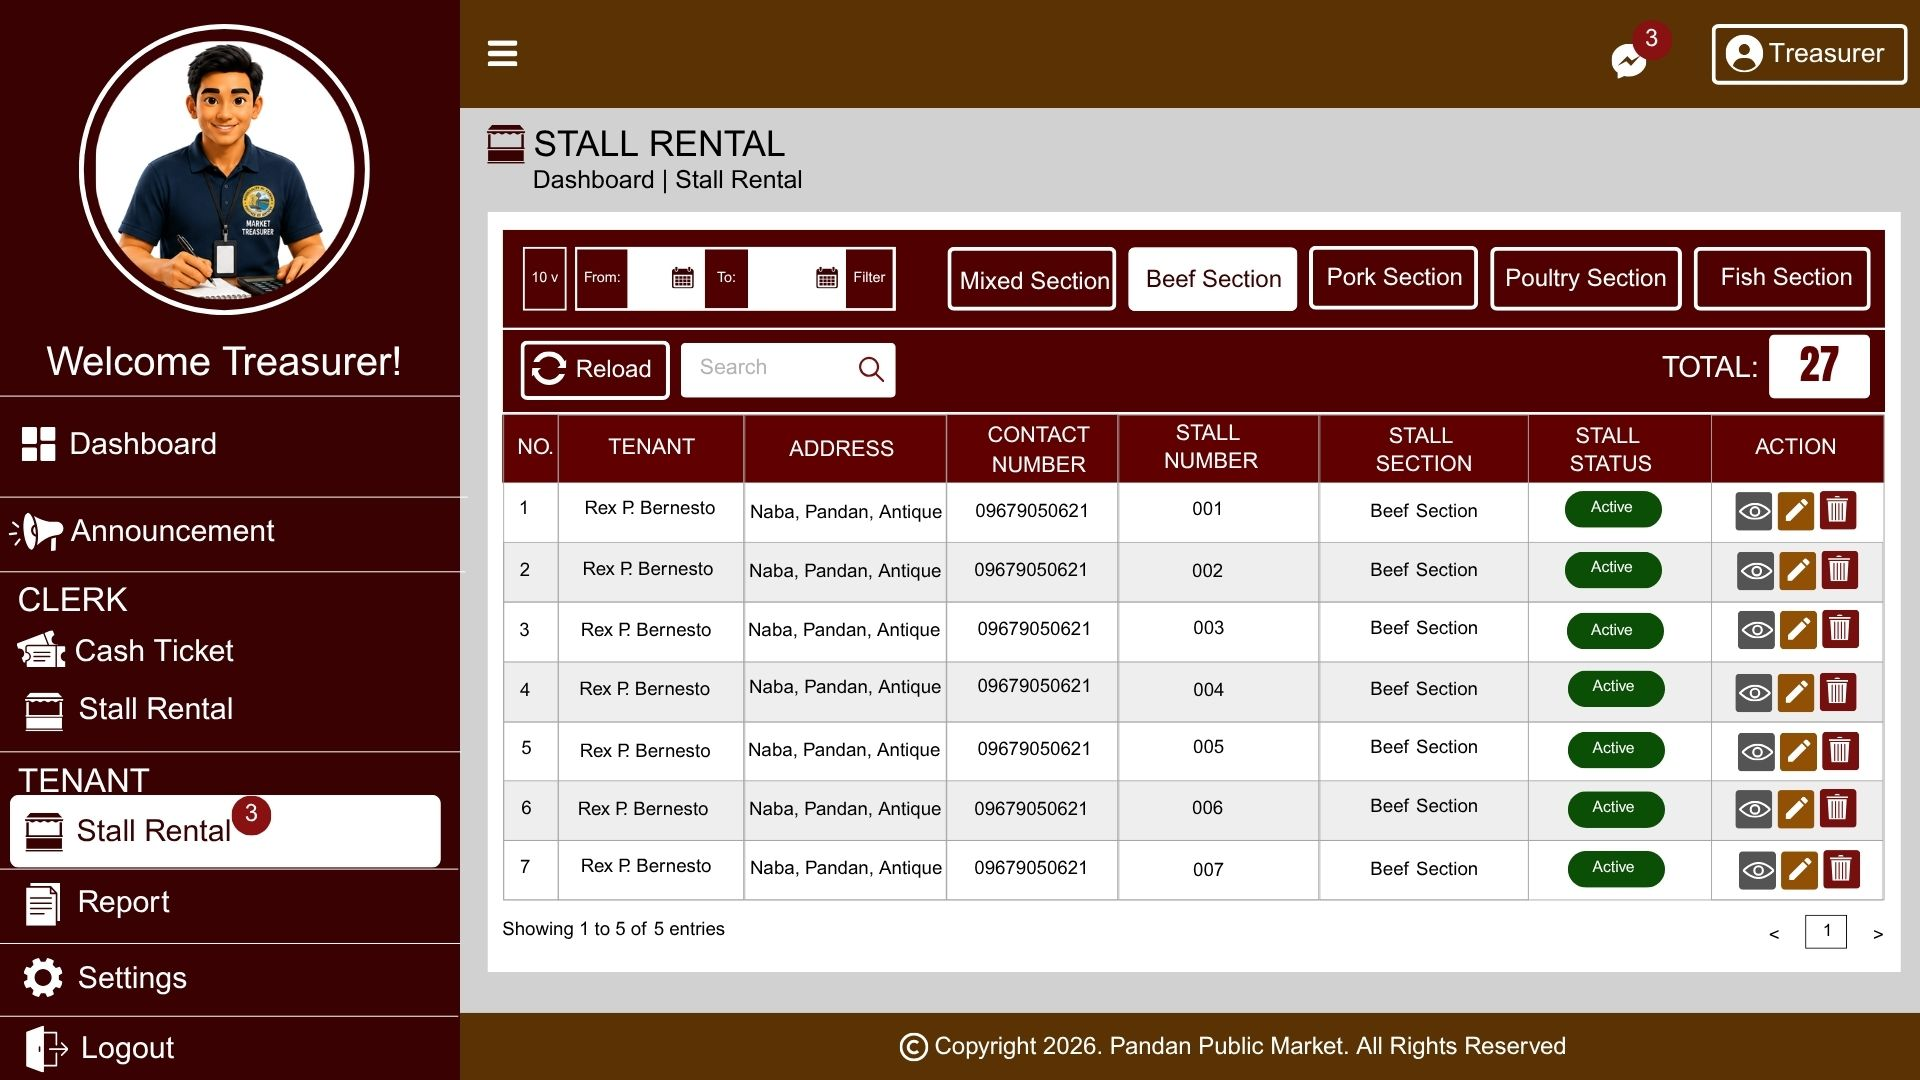 MARKET
TREASURER
Welcome Treasurer!
Dashboard
Announcement
CLERK
Cash Ticket
Stall Rental
TENANT
Stall Rental 3
Report
Settings
Logout
3
Treasurer
STALL RENTAL
Dashboard | Stall Rental
10 v From: To: Filter Mixed Section Beef Section Pork Section Poultry Section Fish Section
Reload Search TOTAL: 27
NO. TENANT ADDRESS CONTACT NUMBER STALL NUMBER STALL SECTION STALL STATUS ACTION
1 Rex P. Bernesto Naba, Pandan, Antique 09679050621 001 Beef Section Active
2 Rex P. Bernesto Naba, Pandan, Antique 09679050621 002 Beef Section Active
3 Rex P. Bernesto Naba, Pandan, Antique 09679050621 003 Beef Section Active
4 Rex P. Bernesto Naba, Pandan, Antique 09679050621 004 Beef Section Active
5 Rex P. Bernesto Naba, Pandan, Antique 09679050621 005 Beef Section Active
6 Rex P. Bernesto Naba, Pandan, Antique 09679050621 006 Beef Section Active
7 Rex P. Bernesto Naba, Pandan, Antique 09679050621 007 Beef Section Active
Showing 1 to 5 of 5 entries
< 1 >
© Copyright 2026. Pandan Public Market. All Rights Reserved